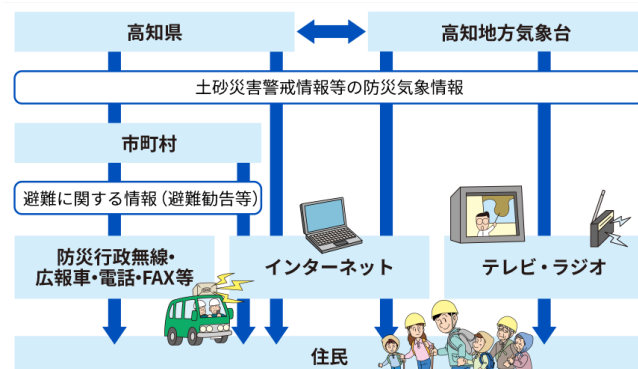 高知県
高知地方気象台
土砂災害警戒情報等の防災気象情報
市町村
避難に関する情報（避難勧告等）
防災行政無線・
広報車・電話・FAX等
インターネット
テレビ・ラジオ
住民